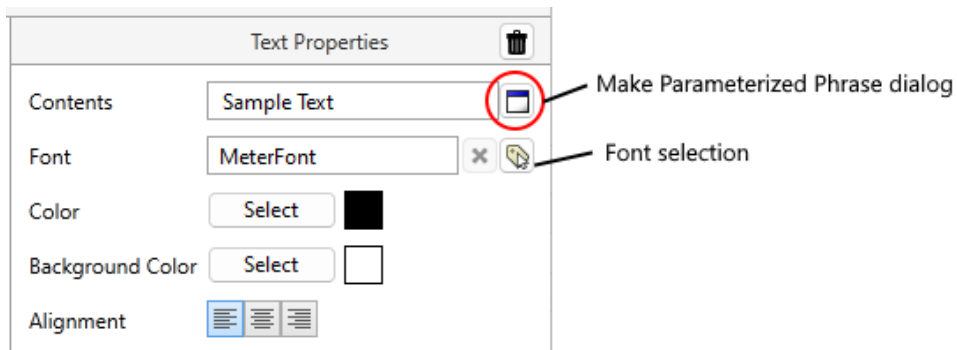 Text Properties
Contents
Sample Text
Make Parameterized Phrase dialog
Font
MeterFont
Font selection
Color
Select
Background Color
Select
Alignment